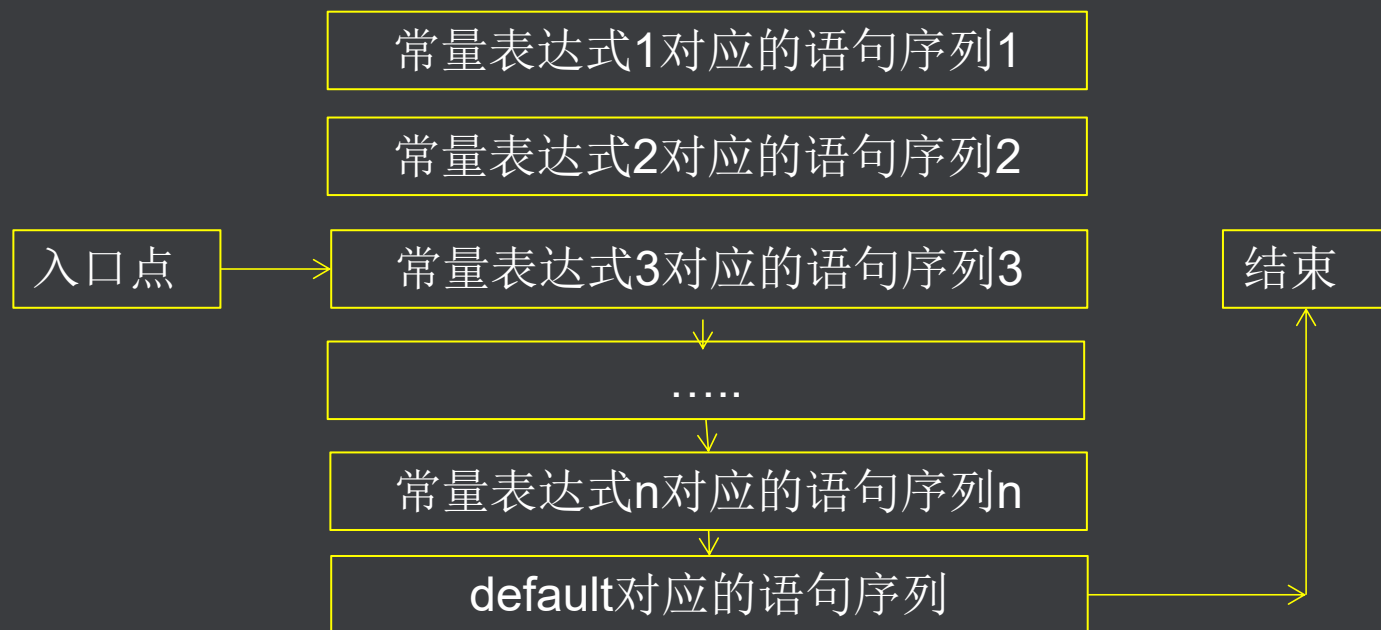 常量表达式1对应的语句序列1
常量表达式2对应的语句序列2
入口点
常量表达式3对应的语句序列3
结束
…..
常量表达式n对应的语句序列n
default对应的语句序列